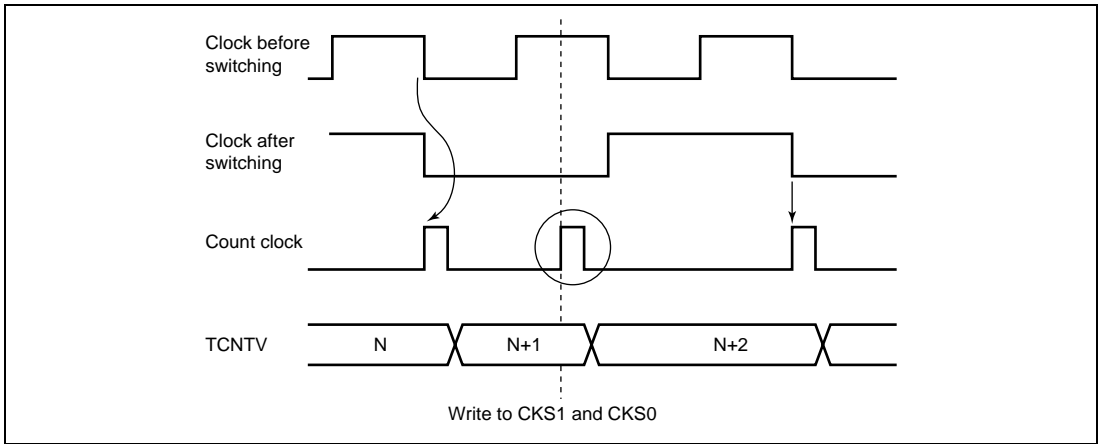 Clock before
switching
Clock after
switching
Count clock
TCNTV
N
N+1
N+2
Write to CKS1 and CKS0